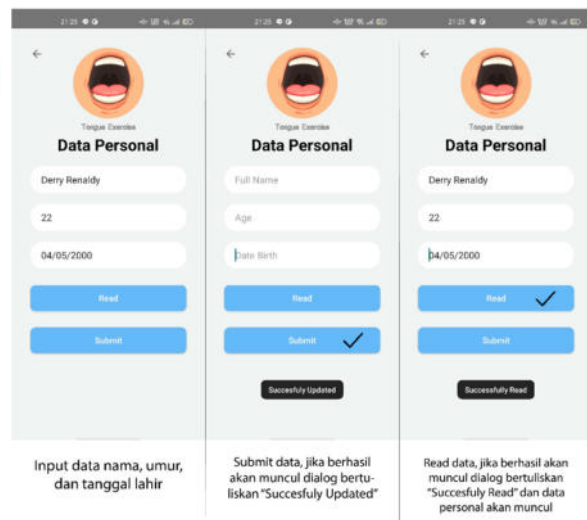 21:25
Tongue Exercise
Data Personal
Derry Renaldy
22
04/05/2000
Read
Submit
Input data nama, umur,
dan tanggal lahir
21:25
Tongue Exercise
Data Personal
Full Name
Age
Date Birth
Read
Submit
Succesfuly Updated
Submit data, jika berhasil
akan muncul dialog bertu-
liskan "Succesfuly Updated"
21:25
Tongue Exercise
Data Personal
Derry Renaldy
22
04/05/2000
Read
Submit
Successfully Read
Read data, jika berhasil akan
muncul dialog bertuliskan
"Succesfuly Read" dan data
personal akan muncul